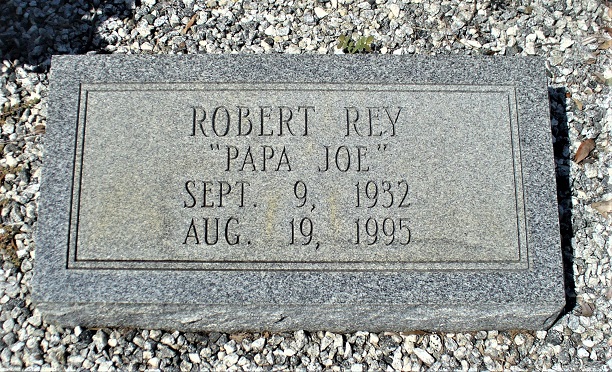 ROBERT REY
"PAPA JOE"
SEPT. 9, 1932
AUG. 19, 1995